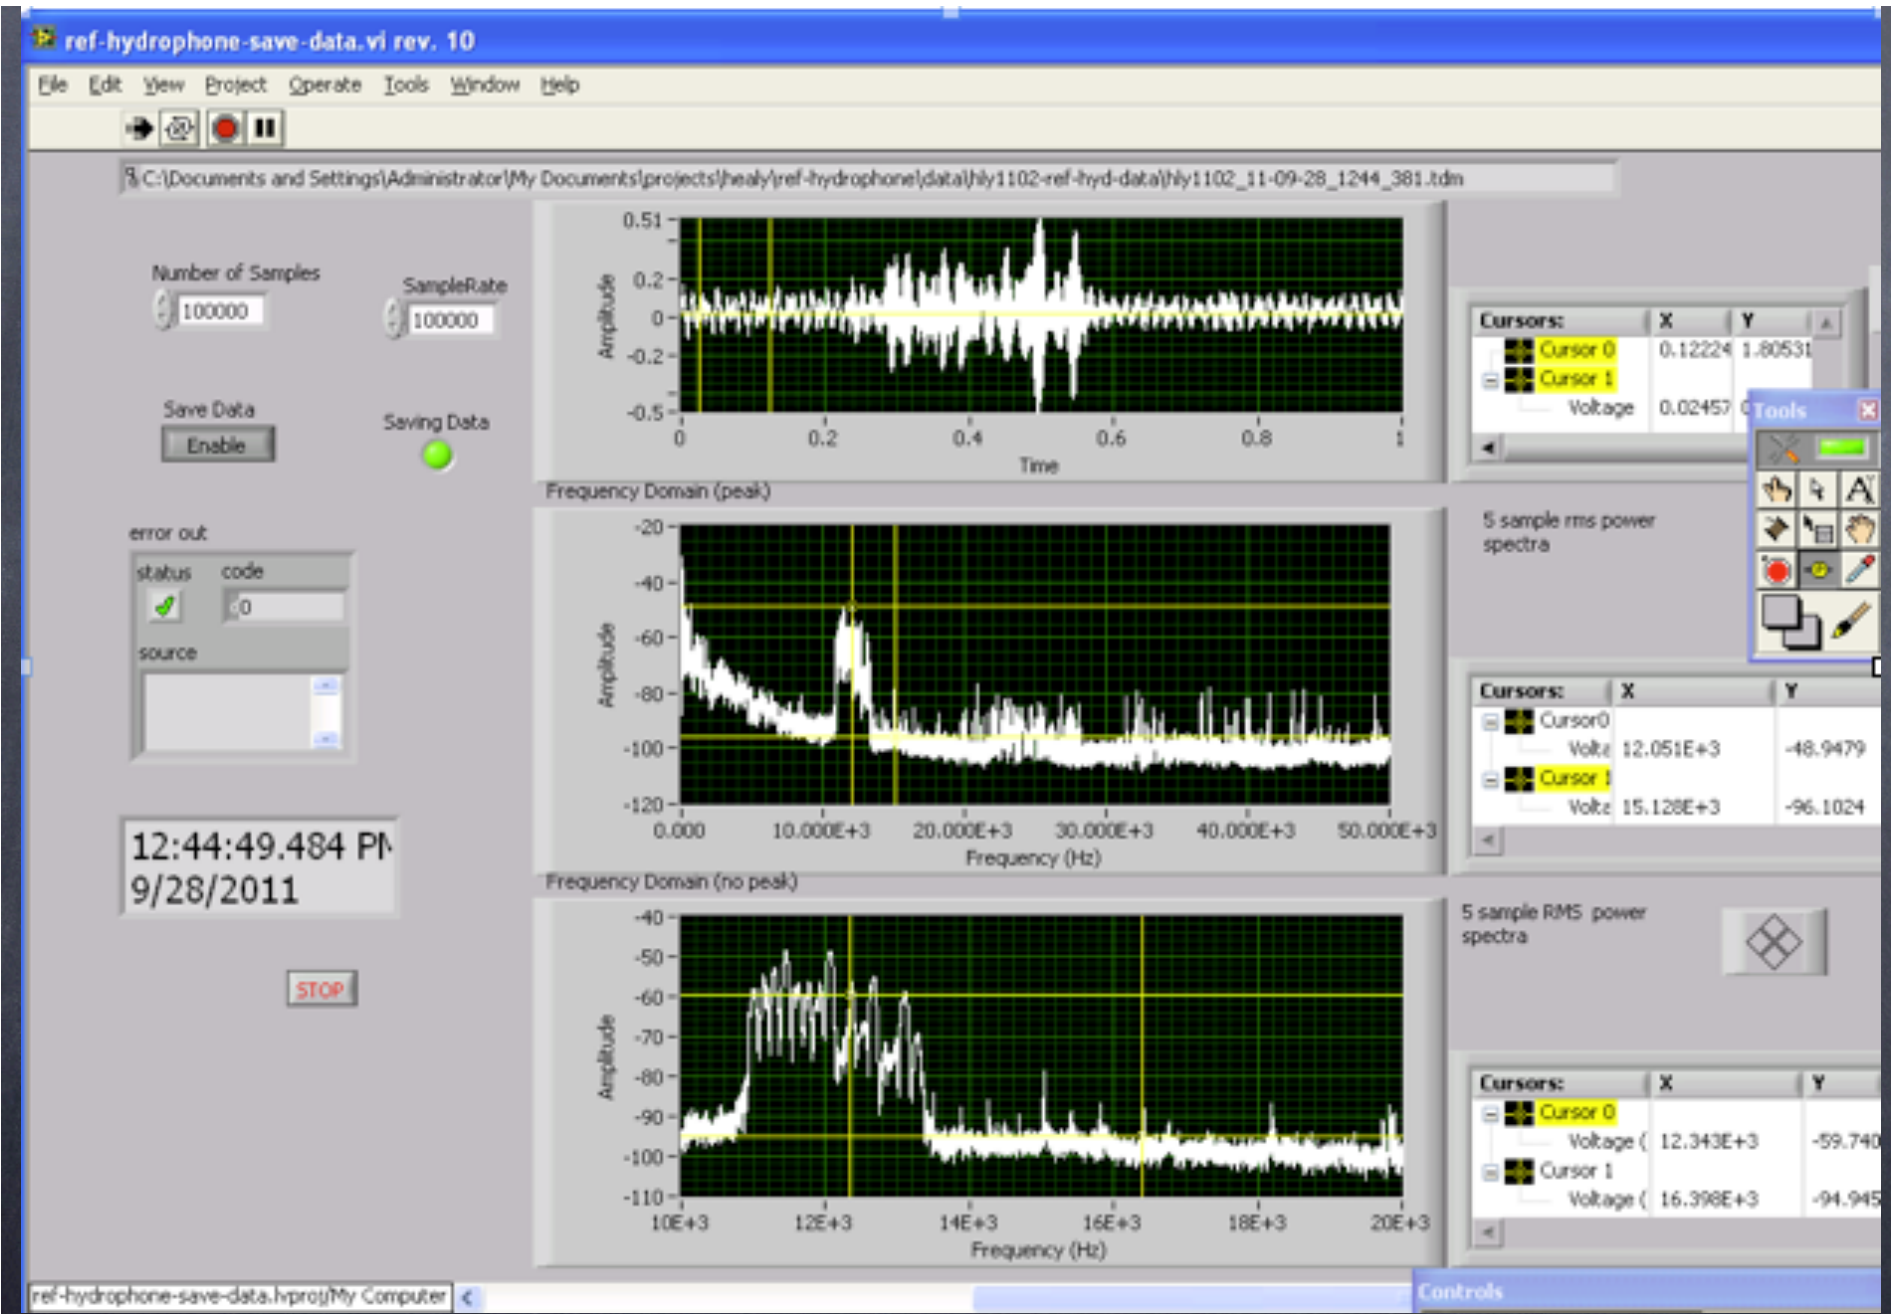 ref-hydrophone-save-data.vi rev. 10
File Edit View Project Operate Tools Window Help
C:\Documents and Settings\Administrator\My Documents\projects\healy\ref-hydrophone\data\hly1102-ref-hyd-data\hly1102_11-09-28_1244_381.tdm
Number of Samples
100000
SampleRate
100000
Save Data
Enable
Saving Data
error out
status code
0
source
12:44:49.484 PM
9/28/2011
STOP
0.51
0.2
0
-0.2
-0.5
Amplitude
0 0.2 0.4 0.6 0.8 1
Time
Cursors: X Y
Cursor 0 0.12224 1.80531
Cursor 1
Voltage 0.02457 0
Tools
Frequency Domain (peak)
-20
-40
-60
-80
-100
-120
Amplitude
0.000 10.000E+3 20.000E+3 30.000E+3 40.000E+3 50.000E+3
Frequency (Hz)
5 sample rms power
spectra
Cursors: X Y
Cursor0
Volta 12.051E+3 -48.9479
Cursor 1
Volta 15.128E+3 -96.1024
Frequency Domain (no peak)
-40
-50
-60
-70
-80
-90
-100
-110
Amplitude
10E+3 12E+3 14E+3 16E+3 18E+3 20E+3
Frequency (Hz)
5 sample RMS power
spectra
Cursors: X Y
Cursor 0
Voltage ( 12.343E+3 -59.740
Cursor 1
Voltage ( 16.398E+3 -94.945
ref-hydrophone-save-data.lvproj/My Computer
Controls